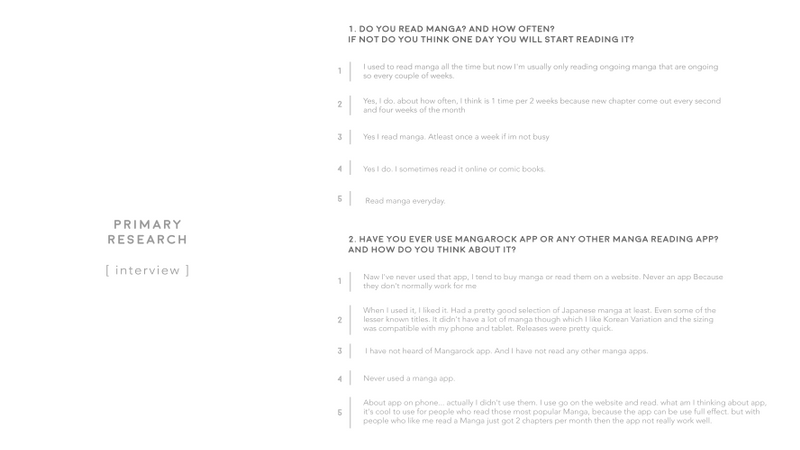 PRIMARY
RESEARCH
[ interview ]
1. DO YOU READ MANGA? AND HOW OFTEN?
IF NOT DO YOU THINK ONE DAY YOU WILL START READING IT?
1
I used to read manga all the time but now I'm usually only reading ongoing manga that are ongoing
so every couple of weeks.
2
Yes, I do. about how often, I think is 1 time per 2 weeks because new chapter come out every second
and four weeks of the month
3
Yes I read manga. Atleast once a week if im not busy
4
Yes I do. I sometimes read it online or comic books.
5
Read manga everyday.
2. HAVE YOU EVER USE MANGAROCK APP OR ANY OTHER MANGA READING APP?
AND HOW DO YOU THINK ABOUT IT?
1
Naw I've never used that app, I tend to buy manga or read them on a website. Never an app Because
they don't normally work for me
2
When I used it, I liked it. Had a pretty good selection of Japanese manga at least. Even some of the
lesser known titles. It didn't have a lot of manga though which I like Korean Variation and the sizing
was compatible with my phone and tablet. Releases were pretty quick.
3
I have not heard of Mangarock app. And I have not read any other manga apps.
4
Never used a manga app.
5
About app on phone... actually I didn't use them. I use go on the website and read. what am I thinking about app,
it's cool to use for people who read those most popular Manga, because the app can be use full effect. but with
people who like me read a Manga just got 2 chapters per month then the app not really work well.